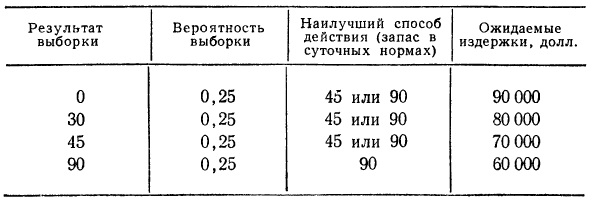 Результат выборки | Вероятность выборки | Наилучший способ действия (запас в суточных нормах) | Ожидаемые издержки, долл.
0 | 0,25 | 45 или 90 | 90 000
30 | 0,25 | 45 или 90 | 80 000
45 | 0,25 | 45 или 90 | 70 000
90 | 0,25 | 90 | 60 000